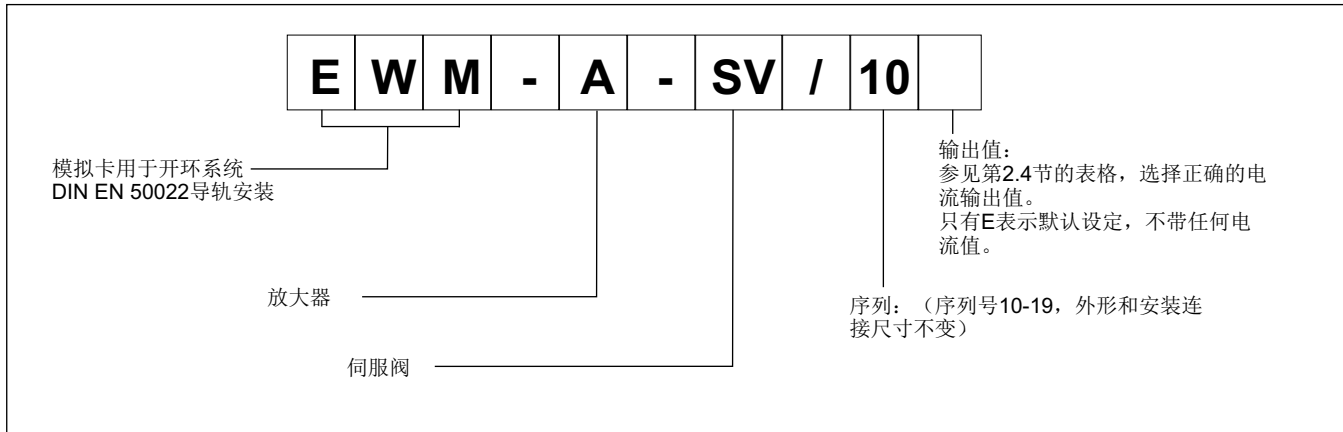 EWM-A-SV/10
模拟卡用于开环系统
DIN EN 50022导轨安装
放大器
伺服阀
输出值：
参见第2.4节的表格，选择正确的电
流输出值。
只有E表示默认设定，不带任何电
流值。
序列：（序列号10-19，外形和安装连
接尺寸不变）